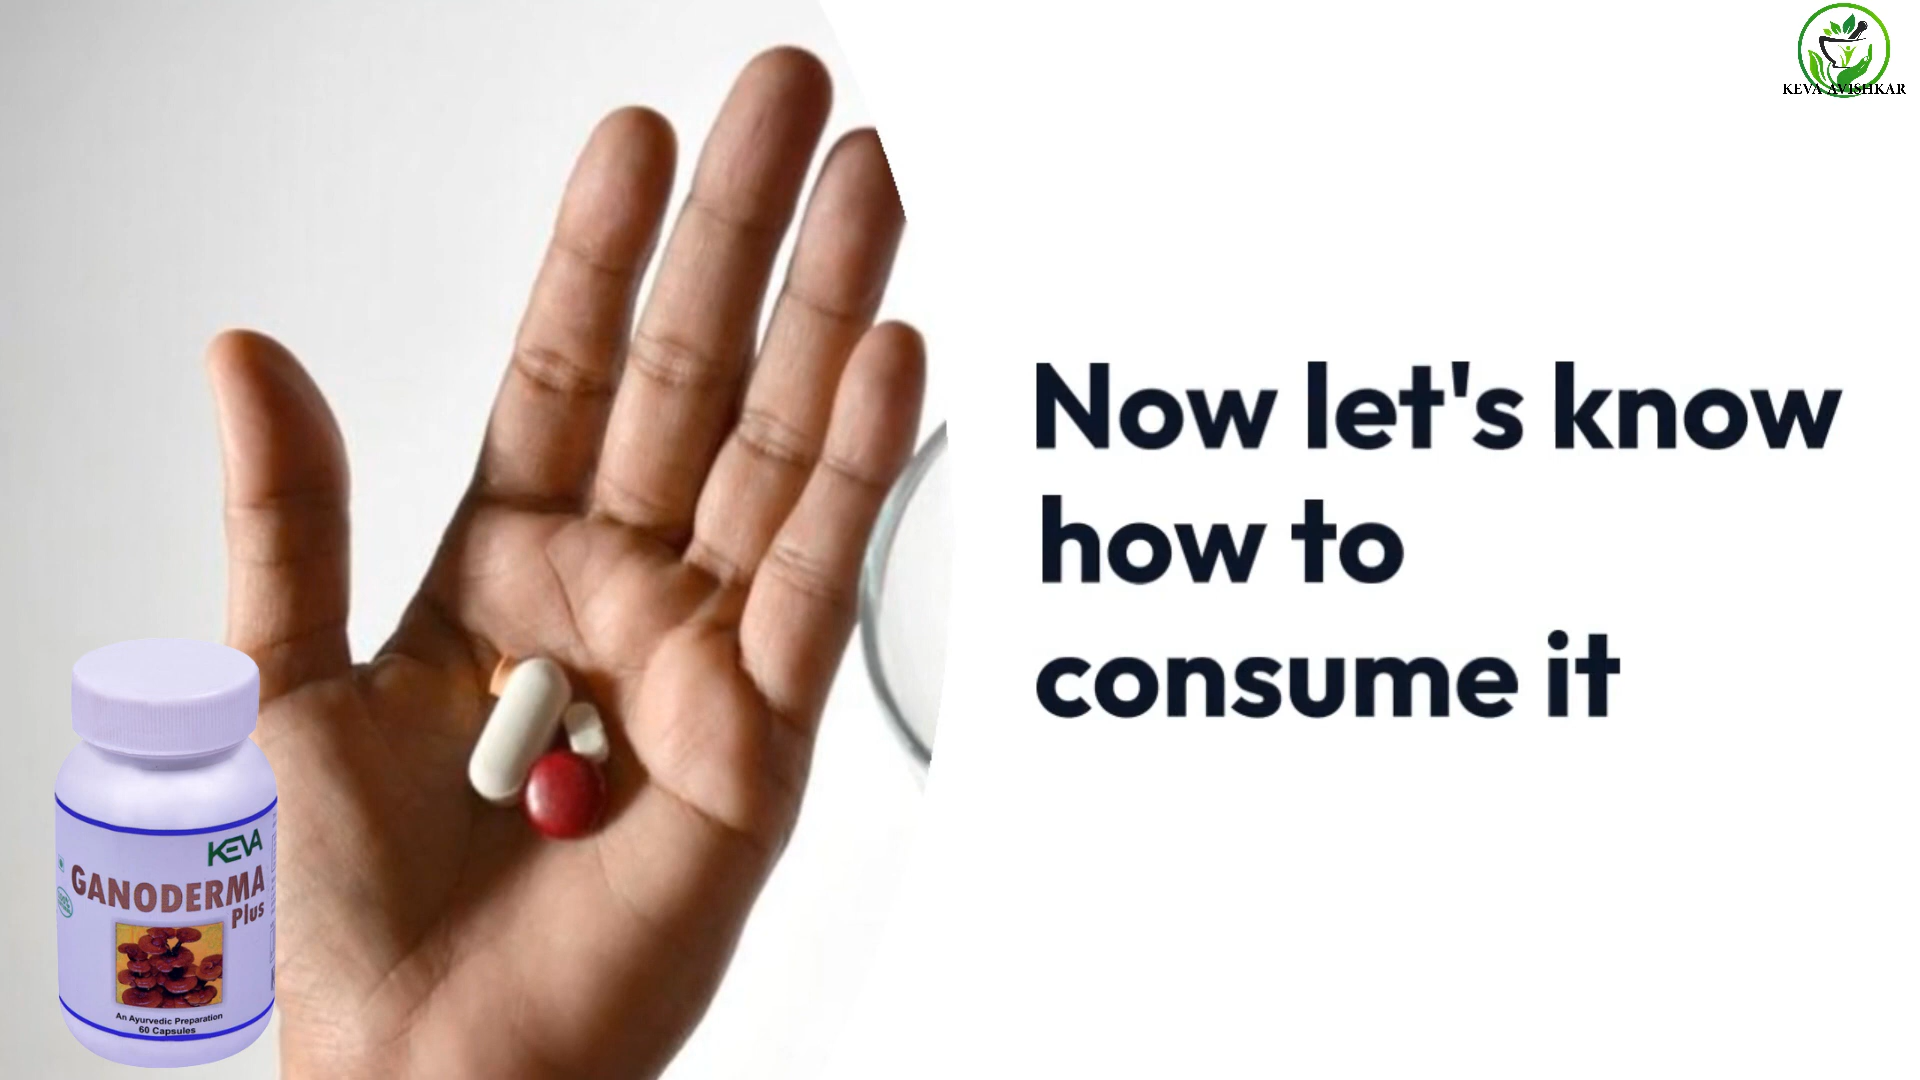 KEVA AVISHKAR
Now let's know
how to
consume it
KEVA
GANODERMA
Plus
An Ayurvedic Preparation
60 Capsules